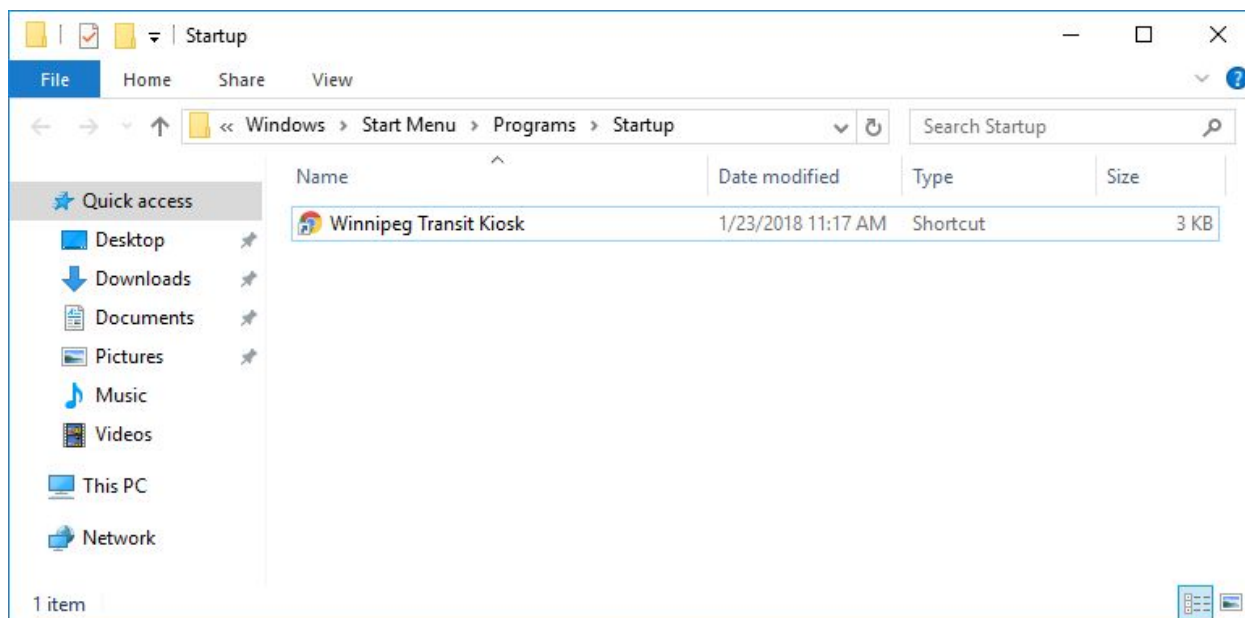 Startup
File Home Share View
« Windows › Start Menu › Programs › Startup Search Startup
Name Date modified Type Size
Quick access
Winnipeg Transit Kiosk 1/23/2018 11:17 AM Shortcut 3 KB
Desktop
Downloads
Documents
Pictures
Music
Videos
This PC
Network
1 item